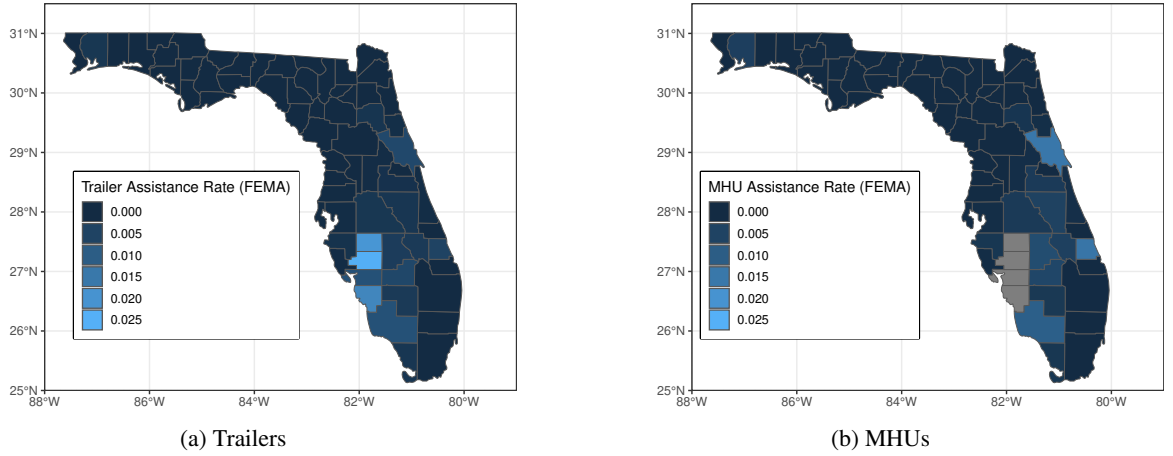 31°N
30°N
29°N
28°N
27°N
26°N
25°N
88°W 86°W 84°W 82°W 80°W
Trailer Assistance Rate (FEMA)
0.000
0.005
0.010
0.015
0.020
0.025
(a) Trailers
31°N
30°N
29°N
28°N
27°N
26°N
25°N
88°W 86°W 84°W 82°W 80°W
MHU Assistance Rate (FEMA)
0.000
0.005
0.010
0.015
0.020
0.025
(b) MHUs